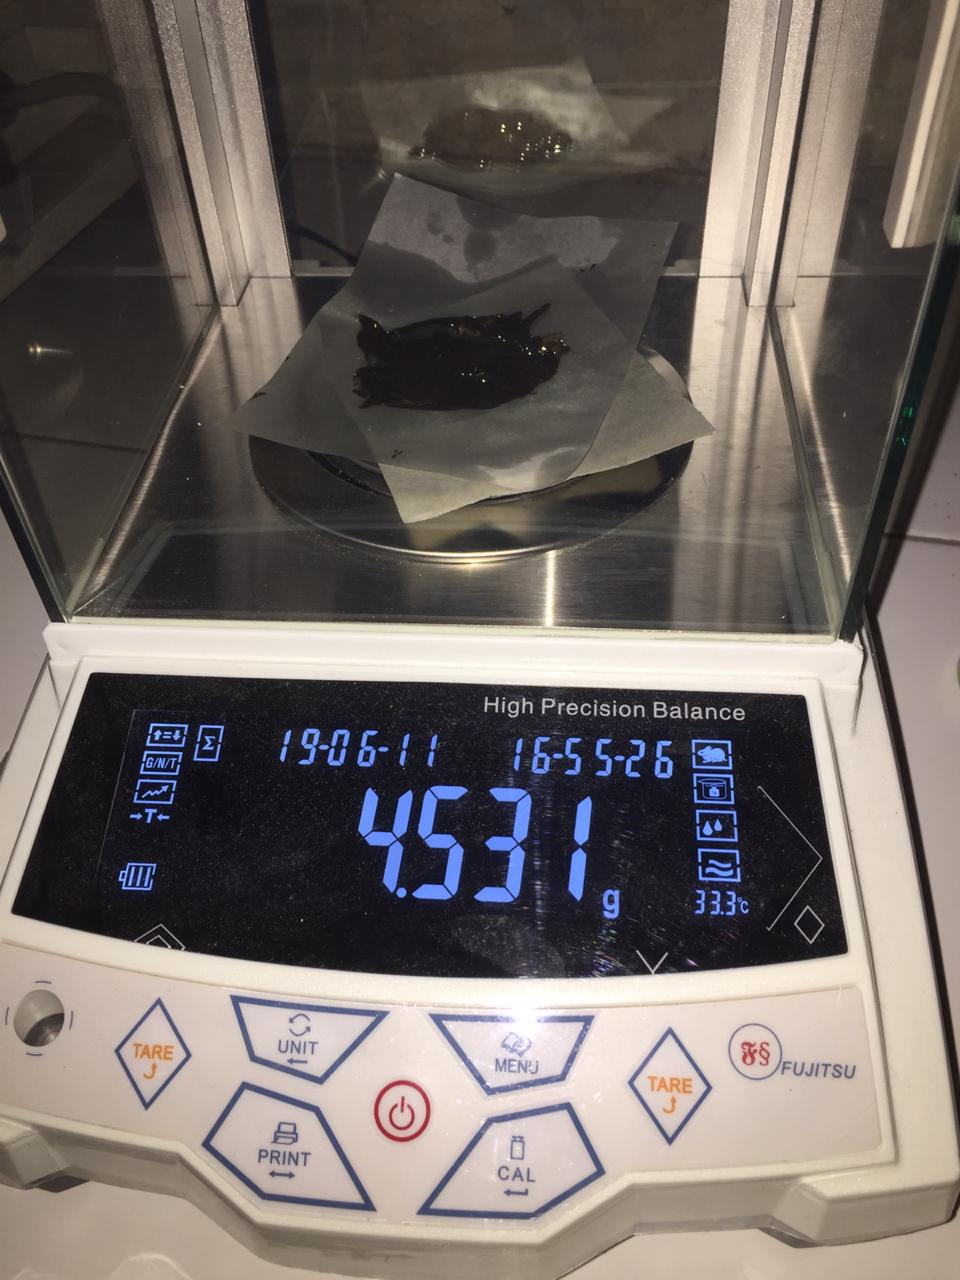 High Precision Balance
Σ 19-06-11 16-55-26
G/N/T
→T←
4.531 g
33.3°C
TARE
UNIT
MENU
TARE
FS FUJITSU
PRINT
CAL